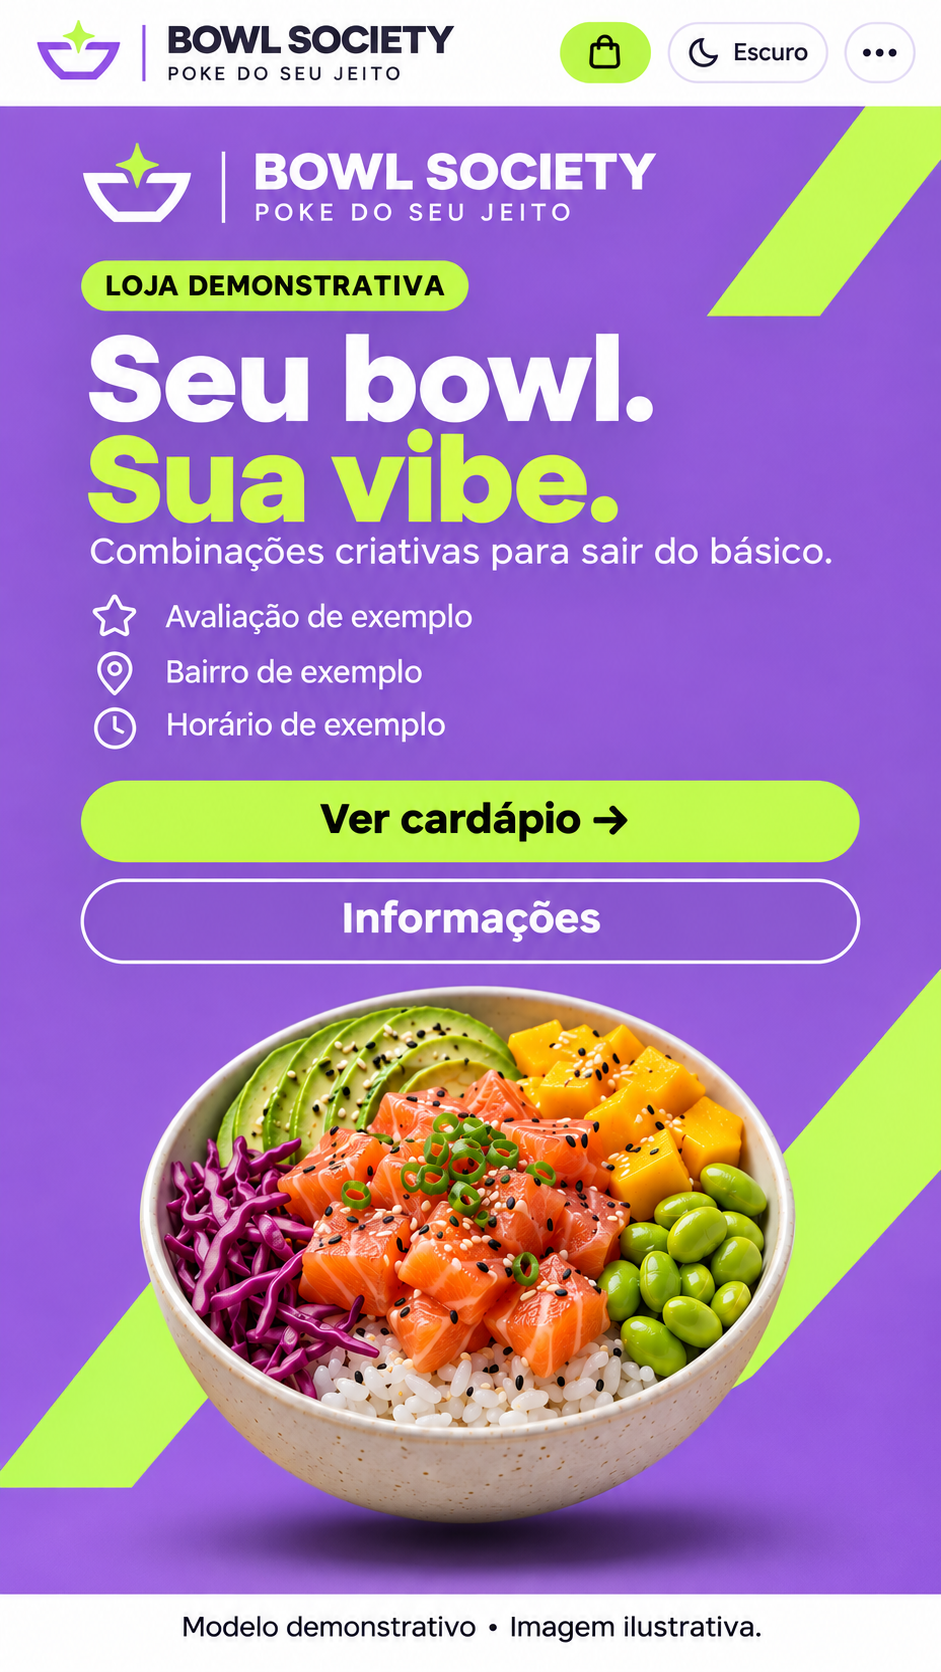 BOWL SOCIETY
POKE DO SEU JEITO
Escuro
BOWL SOCIETY
POKE DO SEU JEITO
LOJA DEMONSTRATIVA
Seu bowl.
Sua vibe.
Combinações criativas para sair do básico.
Avaliação de exemplo
Bairro de exemplo
Horário de exemplo
Ver cardápio →
Informações
Modelo demonstrativo • Imagem ilustrativa.